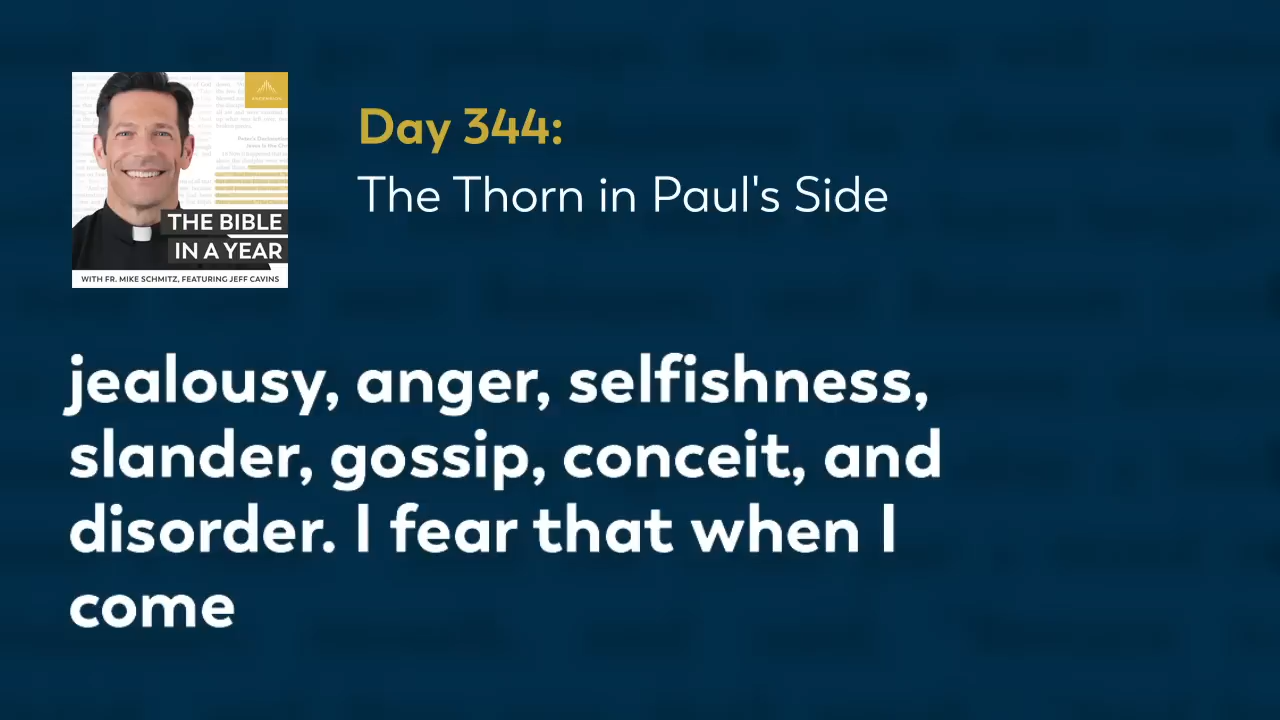 Day 344:
The Thorn in Paul's Side
THE BIBLE
IN A YEAR
WITH FR. MIKE SCHMITZ, FEATURING JEFF CAVINS
jealousy, anger, selfishness,
slander, gossip, conceit, and
disorder. I fear that when I
come